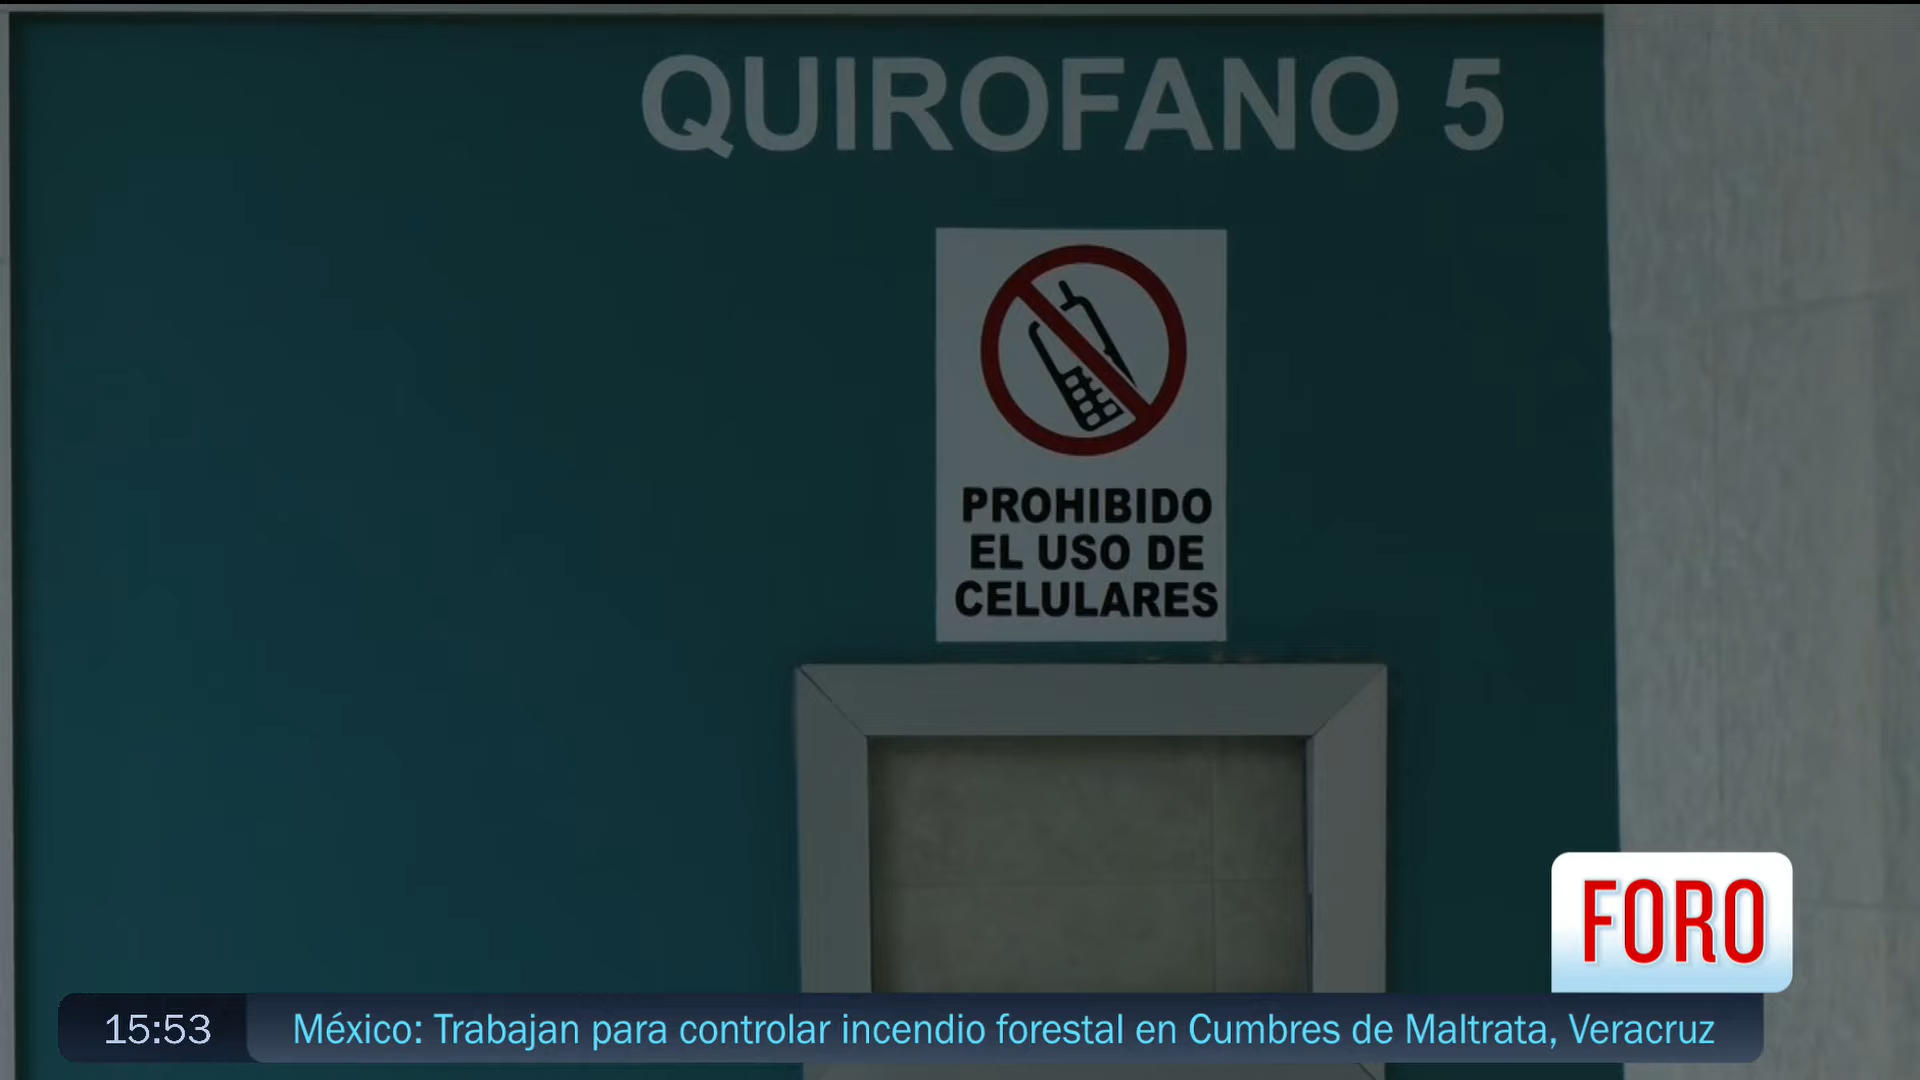 QUIROFANO 5
PROHIBIDO
EL USO DE
CELULARES
FORO
15:53
México: Trabajan para controlar incendio forestal en Cumbres de Maltrata, Veracruz